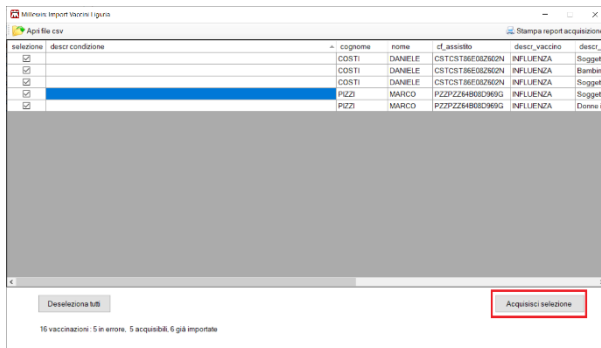 Millewin: Import Vaccini Liguria
Apri file csv Stampa report acquisizione
selezione descr condizione cognome nome cf_assistito descr_vaccino descr_
COSTI DANIELE CSTCST86E08Z602N INFLUENZA Sogget
COSTI DANIELE CSTCST86E08Z602N INFLUENZA Bambin
COSTI DANIELE CSTCST86E08Z602N INFLUENZA Sogget
PIZZI MARCO PZZPZZ64B08D969G INFLUENZA Sogget
PIZZI MARCO PZZPZZ64B08D969G INFLUENZA Donne i
Deseleziona tutti Acquisisci selezione
16 vaccinazioni : 5 in errore, 5 acquisibili, 6 già importate